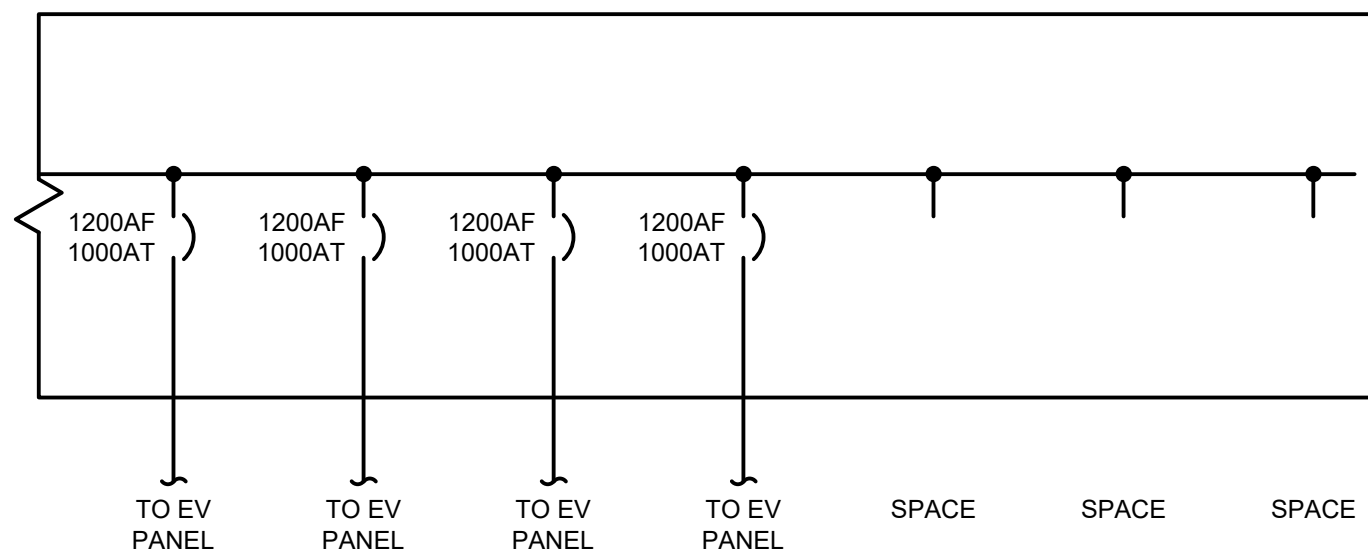 1200AF
1000AT
1200AF
1000AT
1200AF
1000AT
1200AF
1000AT
TO EV
PANEL
TO EV
PANEL
TO EV
PANEL
TO EV
PANEL
SPACE
SPACE
SPACE